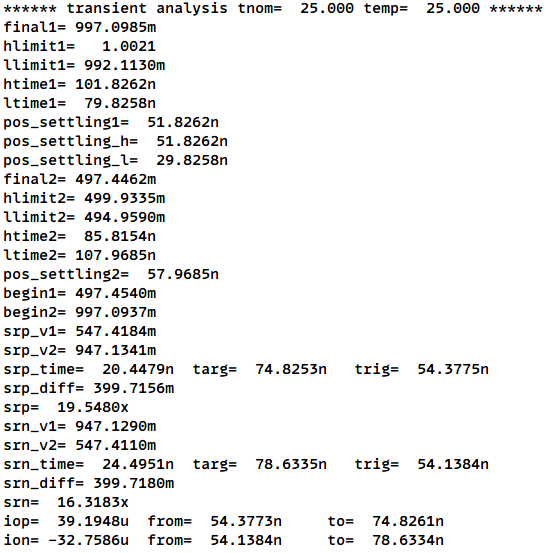 ****** transient analysis tnom=  25.000 temp=  25.000 ******
final1= 997.0985m
hlimit1=   1.0021
llimit1= 992.1130m
htime1= 101.8262n
ltime1=  79.8258n
pos_settling1=  51.8262n
pos_settling_h=  51.8262n
pos_settling_l=  29.8258n
final2= 497.4462m
hlimit2= 499.9335m
llimit2= 494.9590m
htime2=  85.8154n
ltime2= 107.9685n
pos_settling2=  57.9685n
begin1= 497.4540m
begin2= 997.0937m
srp_v1= 547.4184m
srp_v2= 947.1341m
srp_time=  20.4479n  targ=  74.8253n   trig=  54.3775n
srp_diff= 399.7156m
srp=  19.5480x
srn_v1= 947.1290m
srn_v2= 547.4110m
srn_time=  24.4951n  targ=  78.6335n   trig=  54.1384n
srn_diff= 399.7180m
srn=  16.3183x
iop=  39.1948u  from=  54.3773n     to=  74.8261n
ion= -32.7586u  from=  54.1384n     to=  78.6334n